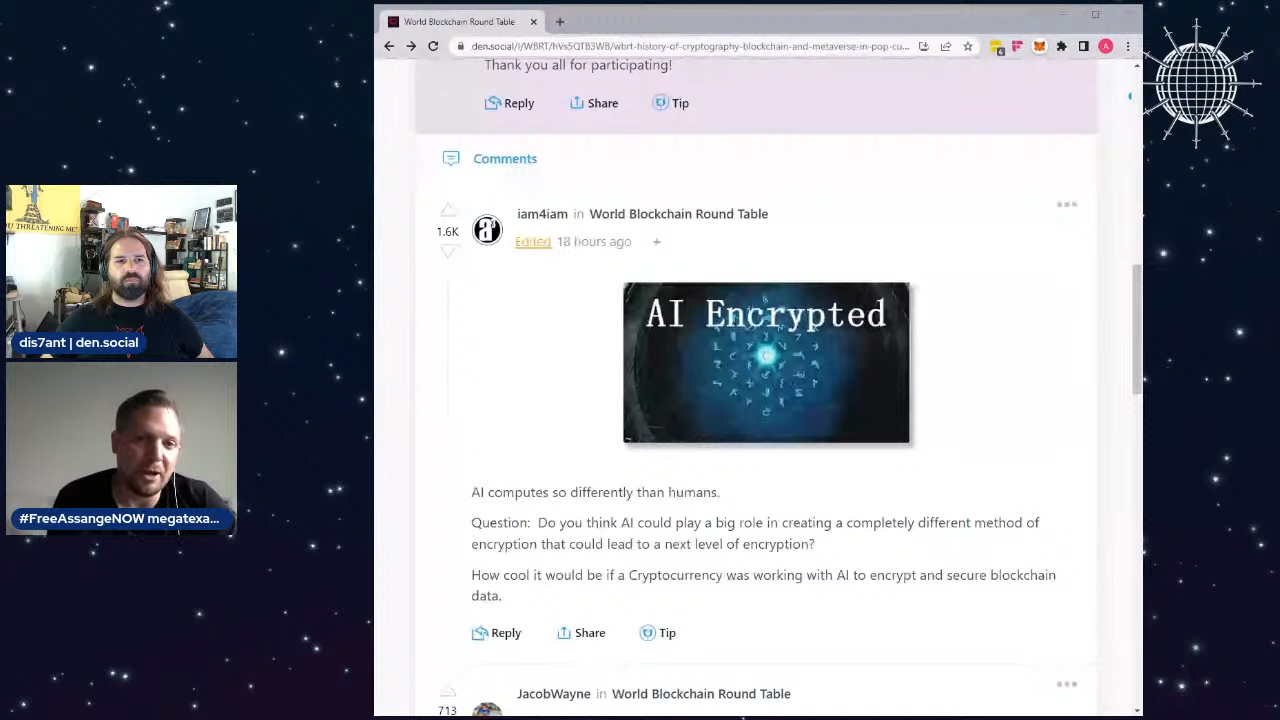 World Blockchain Round Table
den.social/l/WBRT/hVs5QTB3WB/wbrt-history-of-cryptography-blockchain-and-metaverse-in-pop-cu...
6
A
Thank you all for participating!
Reply Share Tip
Comments
iam4iam in World Blockchain Round Table
1.6K
a
Edited 18 hours ago +
AI Encrypted
AI computes so differently than humans.
Question: Do you think AI could play a big role in creating a completely different method of
encryption that could lead to a next level of encryption?
How cool it would be if a Cryptocurrency was working with AI to encrypt and secure blockchain
data.
Reply Share Tip
JacobWayne in World Blockchain Round Table
713
THREATENING ME?
dis7ant | den.social
#FreeAssangeNOW megatexa...